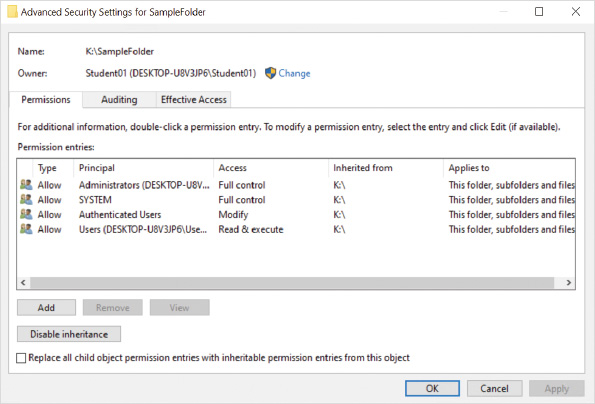 Advanced Security Settings for SampleFolder
Name: K:\SampleFolder
Owner: Student01 (DESKTOP-U8V3JP6\Student01) Change
Permissions Auditing Effective Access
For additional information, double-click a permission entry. To modify a permission entry, select the entry and click Edit (if available).
Permission entries:
Type Principal Access Inherited from Applies to
Allow Administrators (DESKTOP-U8V... Full control K:\ This folder, subfolders and files
Allow SYSTEM Full control K:\ This folder, subfolders and files
Allow Authenticated Users Modify K:\ This folder, subfolders and files
Allow Users (DESKTOP-U8V3JP6\Use... Read & execute K:\ This folder, subfolders and files
Add Remove View
Disable inheritance
Replace all child object permission entries with inheritable permission entries from this object
OK Cancel Apply